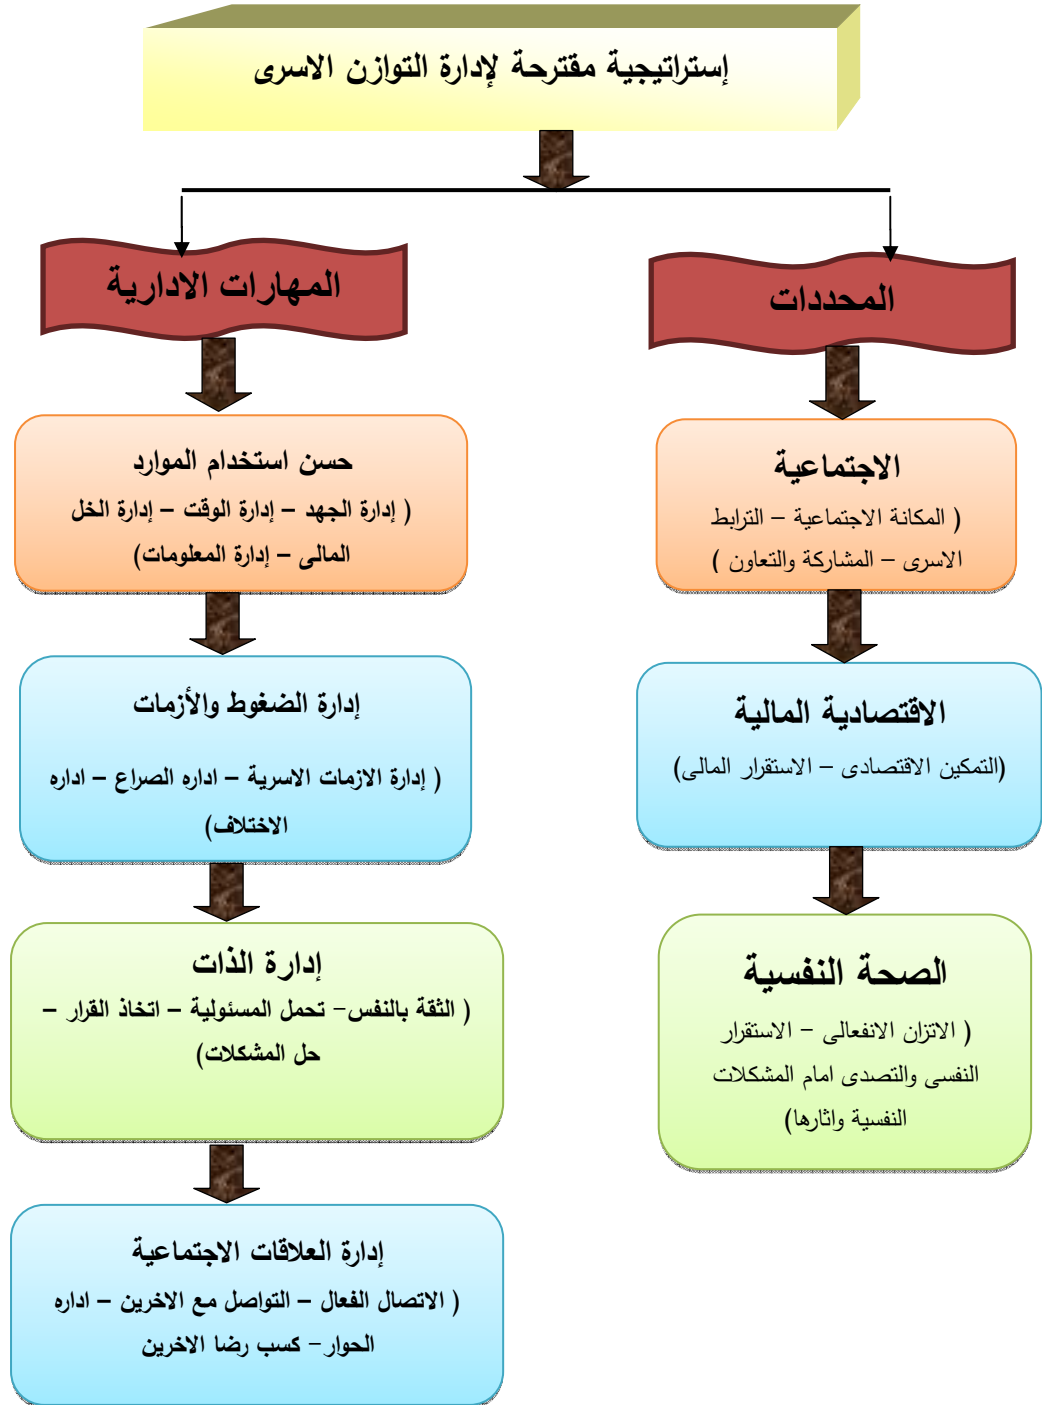 إستراتيجية مقترحة لإدارة التوازن الاسرى
المحددات
الاجتماعية
( المكانة الاجتماعية – الترابط
الاسرى – المشاركة والتعاون )
الاقتصادية المالية
(التمكين الاقتصادى – الاستقرار المالى)
الصحة النفسية
( الاتزان الانفعالى – الاستقرار
النفسى والتصدى امام المشكلات
النفسية واثارها)
المهارات الادارية
حسن استخدام الموارد
( إدارة الجهد – إدارة الوقت – إدارة الخل
المالى – إدارة المعلومات)
إدارة الضغوط والأزمات
( إدارة الازمات الاسرية – اداره الصراع – اداره
الاختلاف)
إدارة الذات
( الثقة بالنفس– تحمل المسئولية – اتخاذ القرار –
حل المشكلات)
إدارة العلاقات الاجتماعية
( الاتصال الفعال – التواصل مع الاخرين – اداره
الحوار– كسب رضا الاخرين